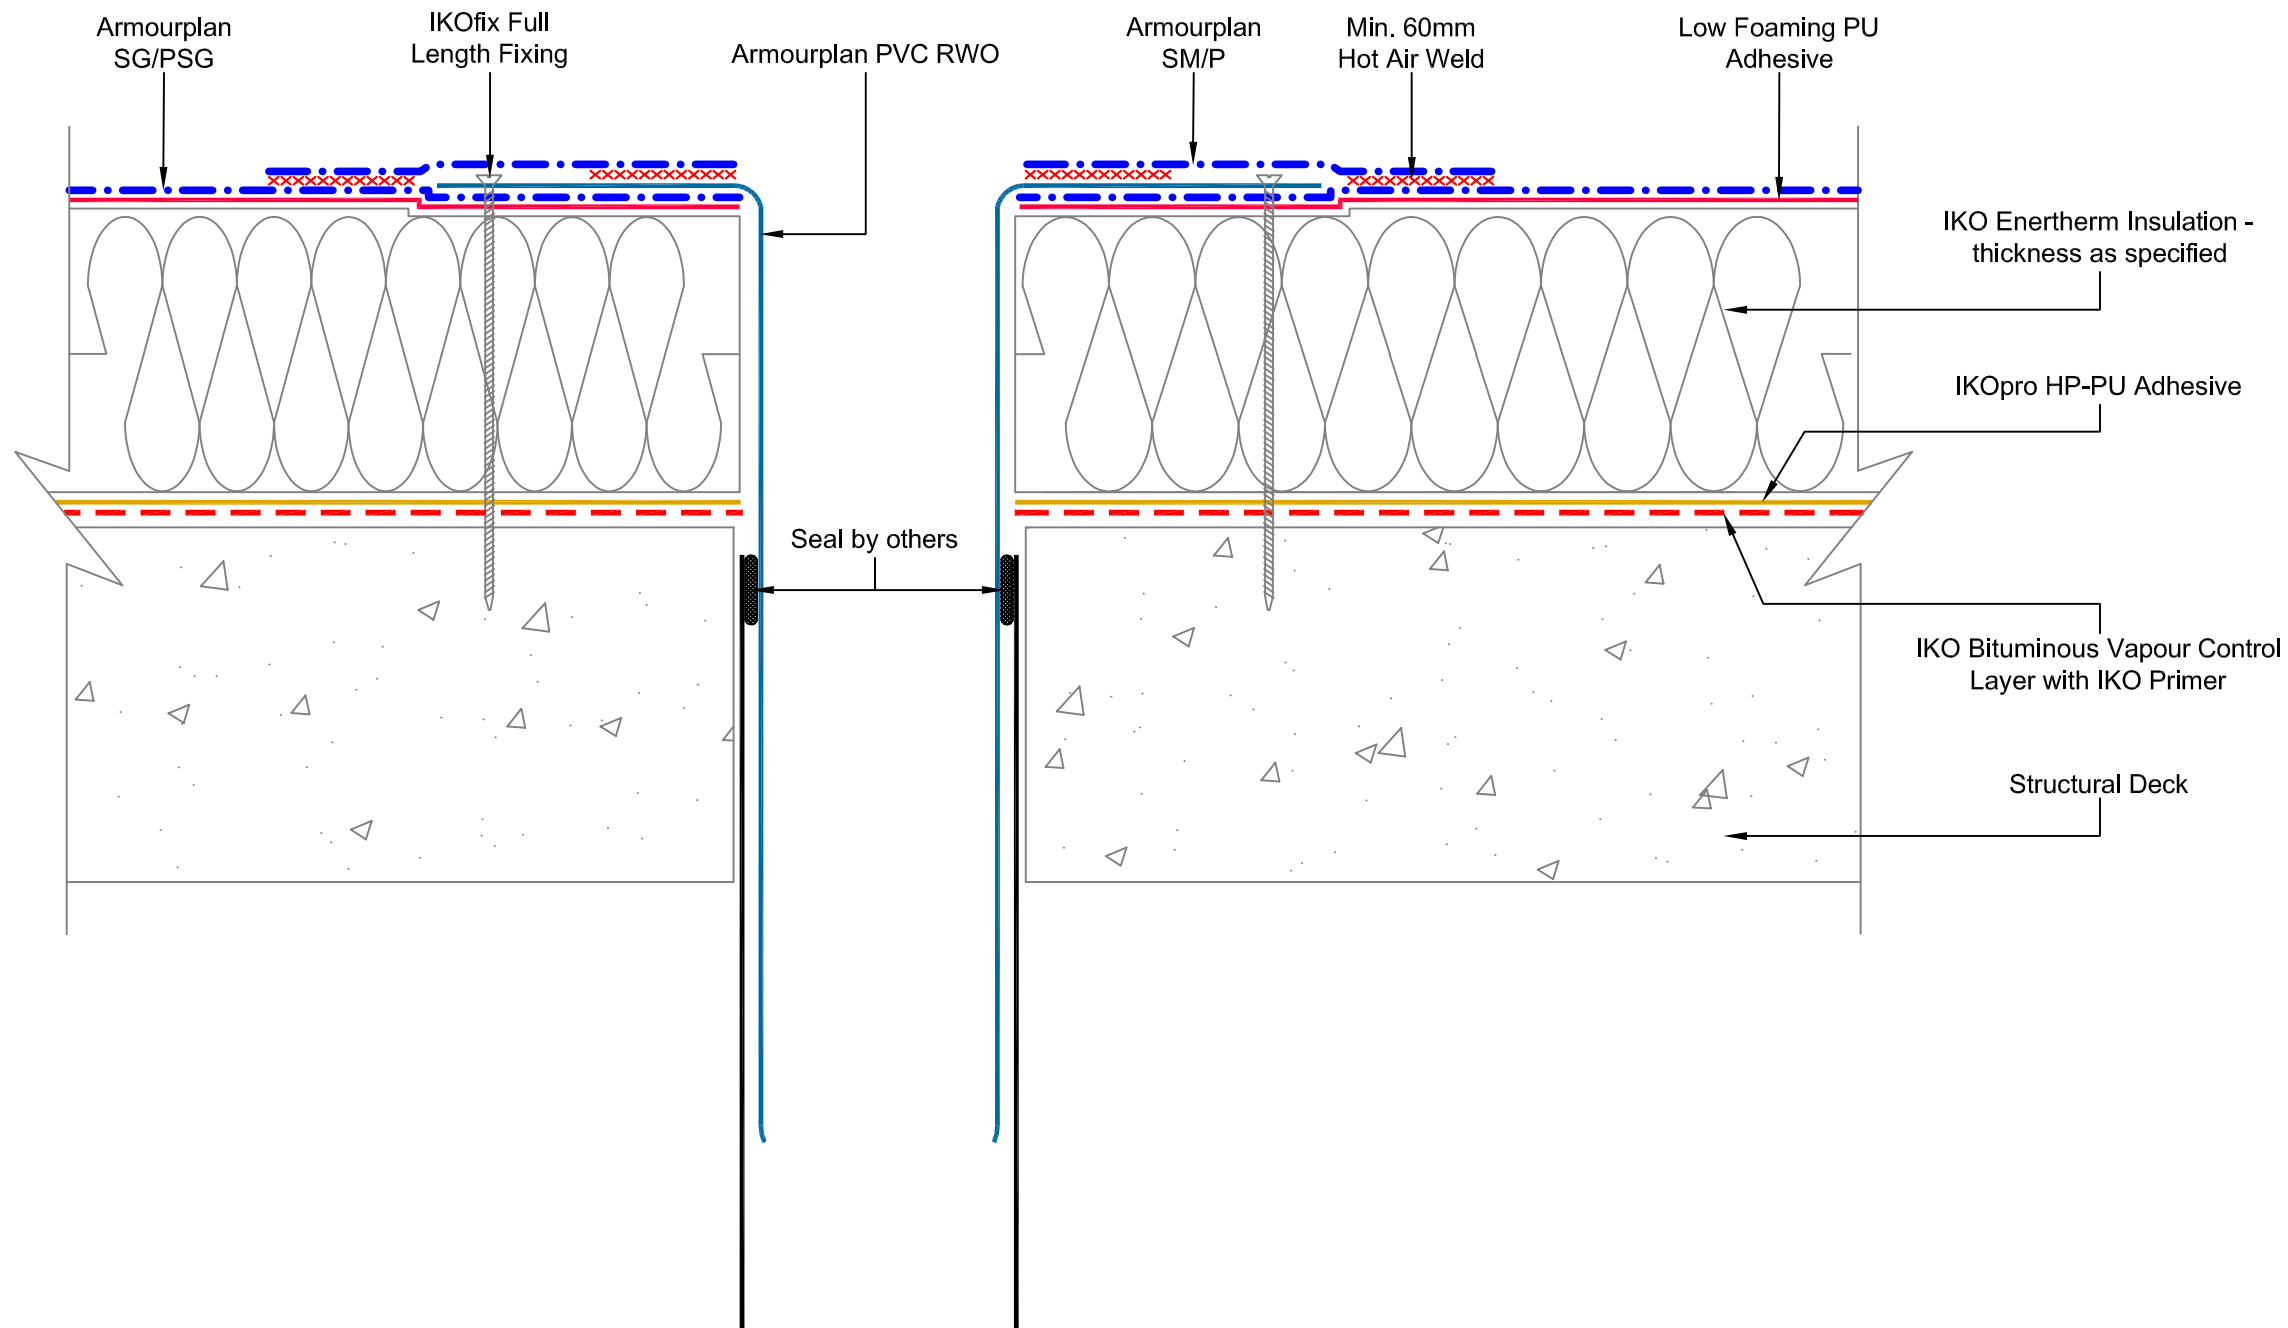 Armourplan
SG/PSG
IKOfix Full
Length Fixing
Armourplan PVC RWO
Armourplan
SM/P
Min. 60mm
Hot Air Weld
Low Foaming PU
Adhesive
IKO Enertherm Insulation -
thickness as specified
IKOpro HP-PU Adhesive
Seal by others
IKO Bituminous Vapour Control
Layer with IKO Primer
Structural Deck